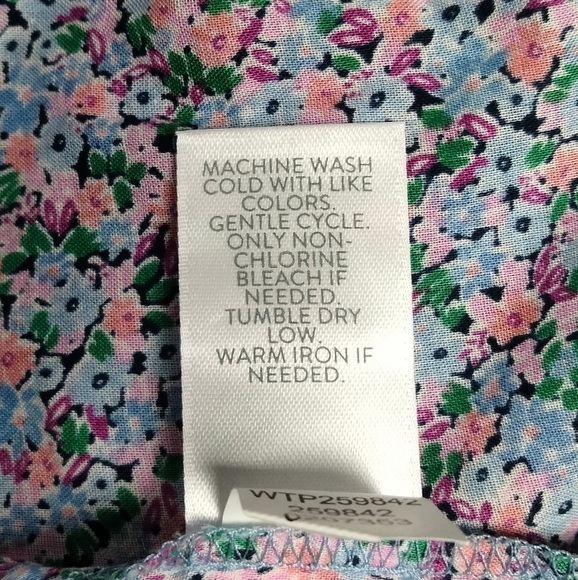 MACHINE WASH
COLD WITH LIKE
COLORS.
GENTLE CYCLE.
ONLY NON-
CHLORINE
BLEACH IF
NEEDED.
TUMBLE DRY
LOW.
WARM IRON IF
NEEDED.
WTP259842
259842